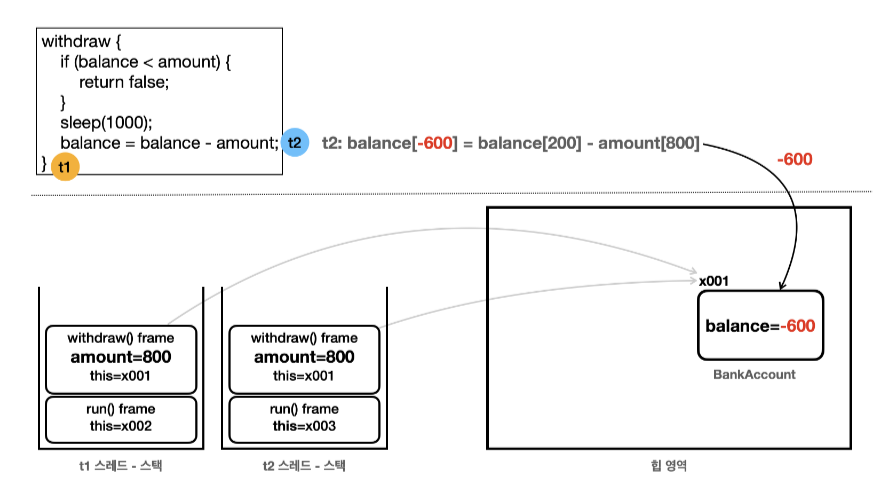 withdraw {
if (balance < amount) {
return false;
}
sleep(1000);
balance = balance - amount;
}
t1
t2
t2: balance[-600] = balance[200] - amount[800]
-600
withdraw() frame
amount=800
this=x001
run() frame
this=x002
t1 스레드 - 스택
withdraw() frame
amount=800
this=x001
run() frame
this=x003
t2 스레드 - 스택
x001
balance=-600
BankAccount
힙 영역